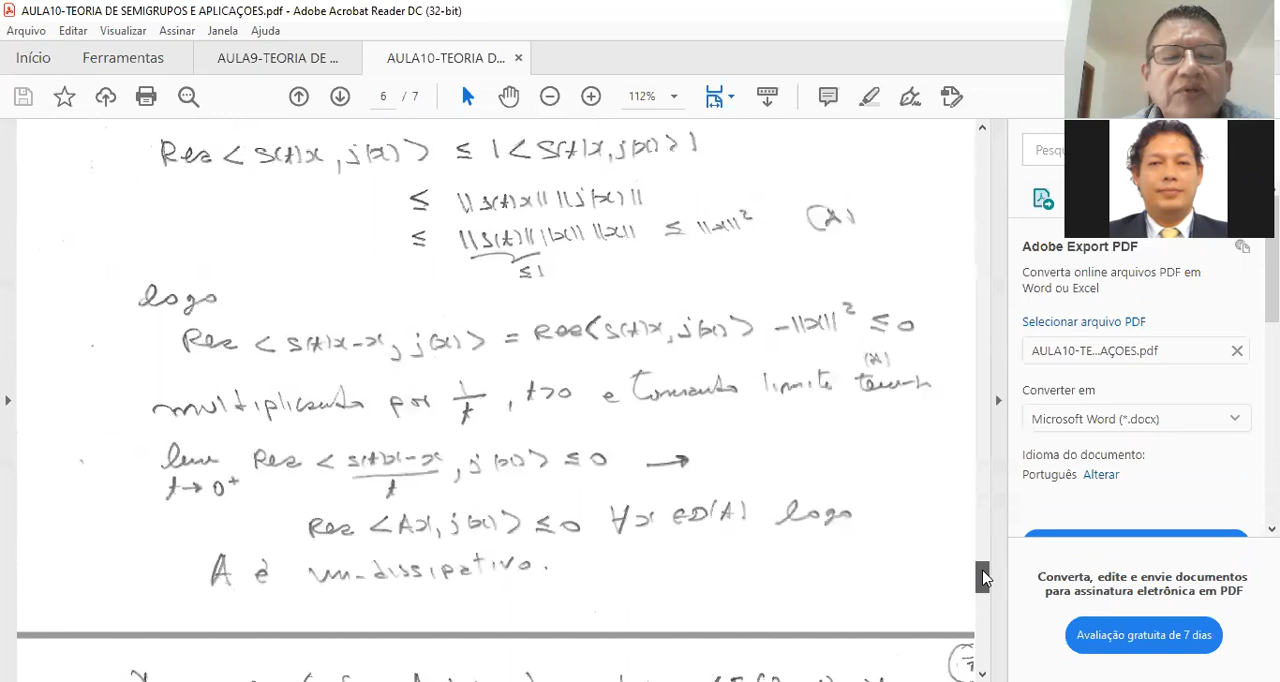 AULA10-TEORIA DE SEMIGRUPOS E APLICAÇOES.pdf - Adobe Acrobat Reader DC (32-bit)
Arquivo Editar Visualizar Assinar Janela Ajuda
Início Ferramentas AULA9-TEORIA DE ... AULA10-TEORIA D... ×
6 / 7 112%
Re < S(t)x, j(x) > ≤ | < S(t)x, j(x) > |
≤ ||S(t)x|| ||j(x)||
≤ ||S(t)|| ||x|| ||x|| ≤ ||x||² (*)
≤ 1
logo
Re < S(t)x-x, j(x) > = Re < S(t)x, j(x) > - ||x||² ≤ 0
(*)
multiplicando por 1/t, t>0 e tomando limite
lim Re < S(t)x-x / t, j(x) > ≤ 0 →
t→0+
Re <Ax, j(x)> ≤ 0 ∀x ∈ D(A) logo
A é m-dissipativo.
7
Adobe Export PDF
Converta online arquivos PDF em
Word ou Excel
Selecionar arquivo PDF
AULA10-TE...AÇOES.pdf
Converter em
Microsoft Word (*.docx)
Idioma do documento:
Português Alterar
Converta, edite e envie documentos
para assinatura eletrônica em PDF
Avaliação gratuita de 7 dias